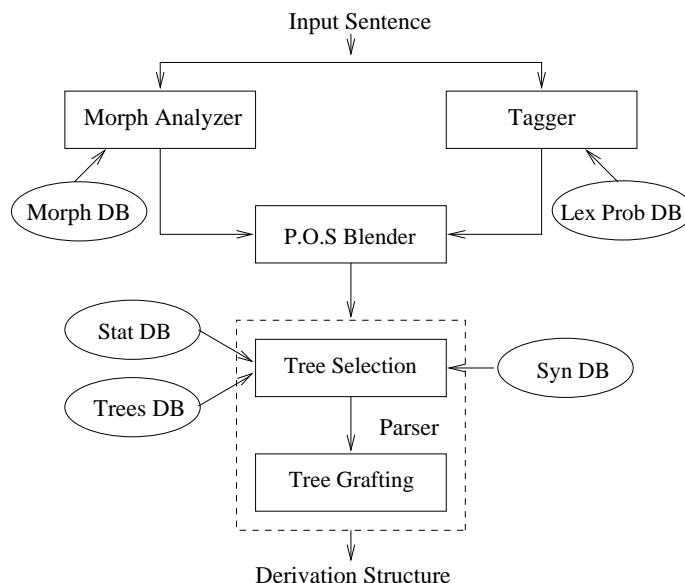 Input Sentence
Morph Analyzer
Tagger
Morph DB
Lex Prob DB
P.O.S Blender
Stat DB
Tree Selection
Syn DB
Trees DB
Parser
Tree Grafting
Derivation Structure